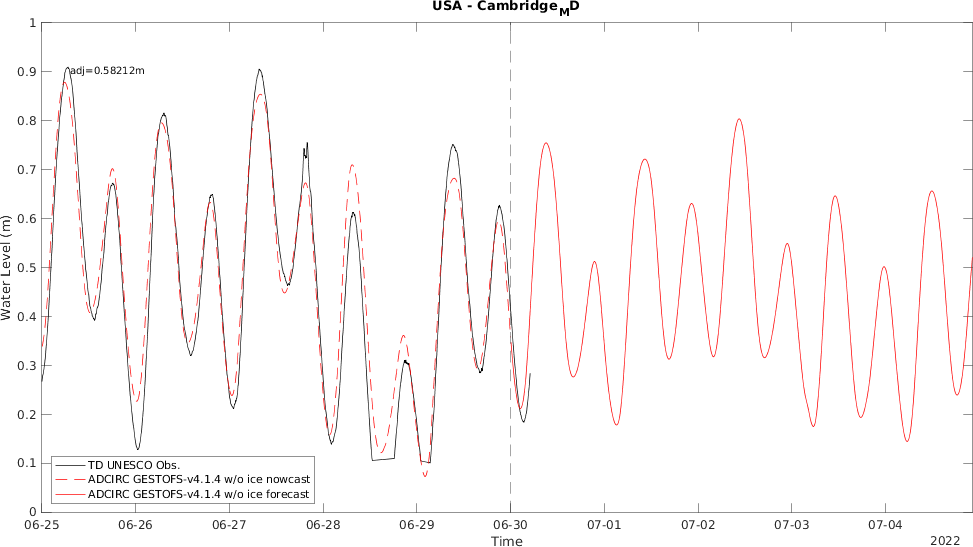 USA - Cambridge_MD
1
0.9
0.8
0.7
0.6
0.5
0.4
0.3
0.2
0.1
0
Water Level (m)
adj=0.58212m
TD UNESCO Obs.
ADCIRC GESTOFS-v4.1.4 w/o ice nowcast
ADCIRC GESTOFS-v4.1.4 w/o ice forecast
06-25 06-26 06-27 06-28 06-29 06-30 07-01 07-02 07-03 07-04
Time
2022